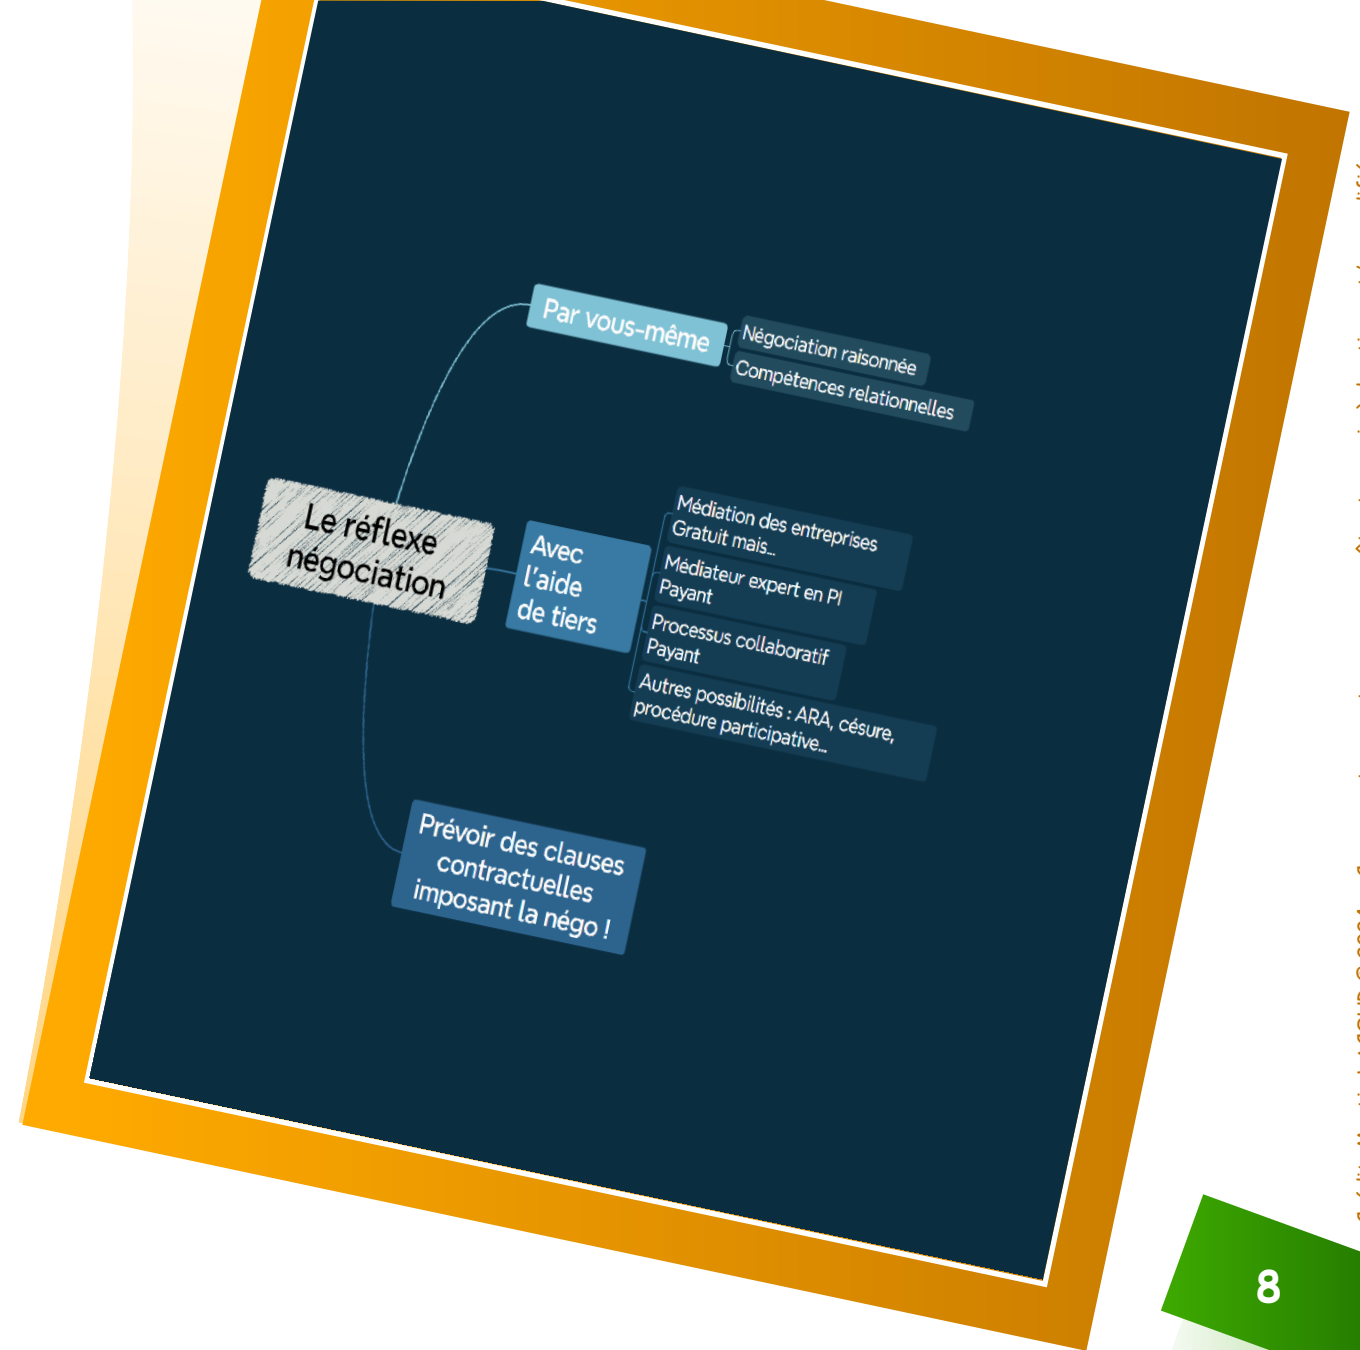 Le réflexe
négociation
Par vous-même
Négociation raisonnée
Compétences relationnelles
Avec
l'aide
de tiers
Médiation des entreprises
Gratuit mais...
Médiateur expert en PI
Payant
Processus collaboratif
Payant
Autres possibilités : ARA, césure,
procédure participative...
Prévoir des clauses
contractuelles
imposant la négo !
8